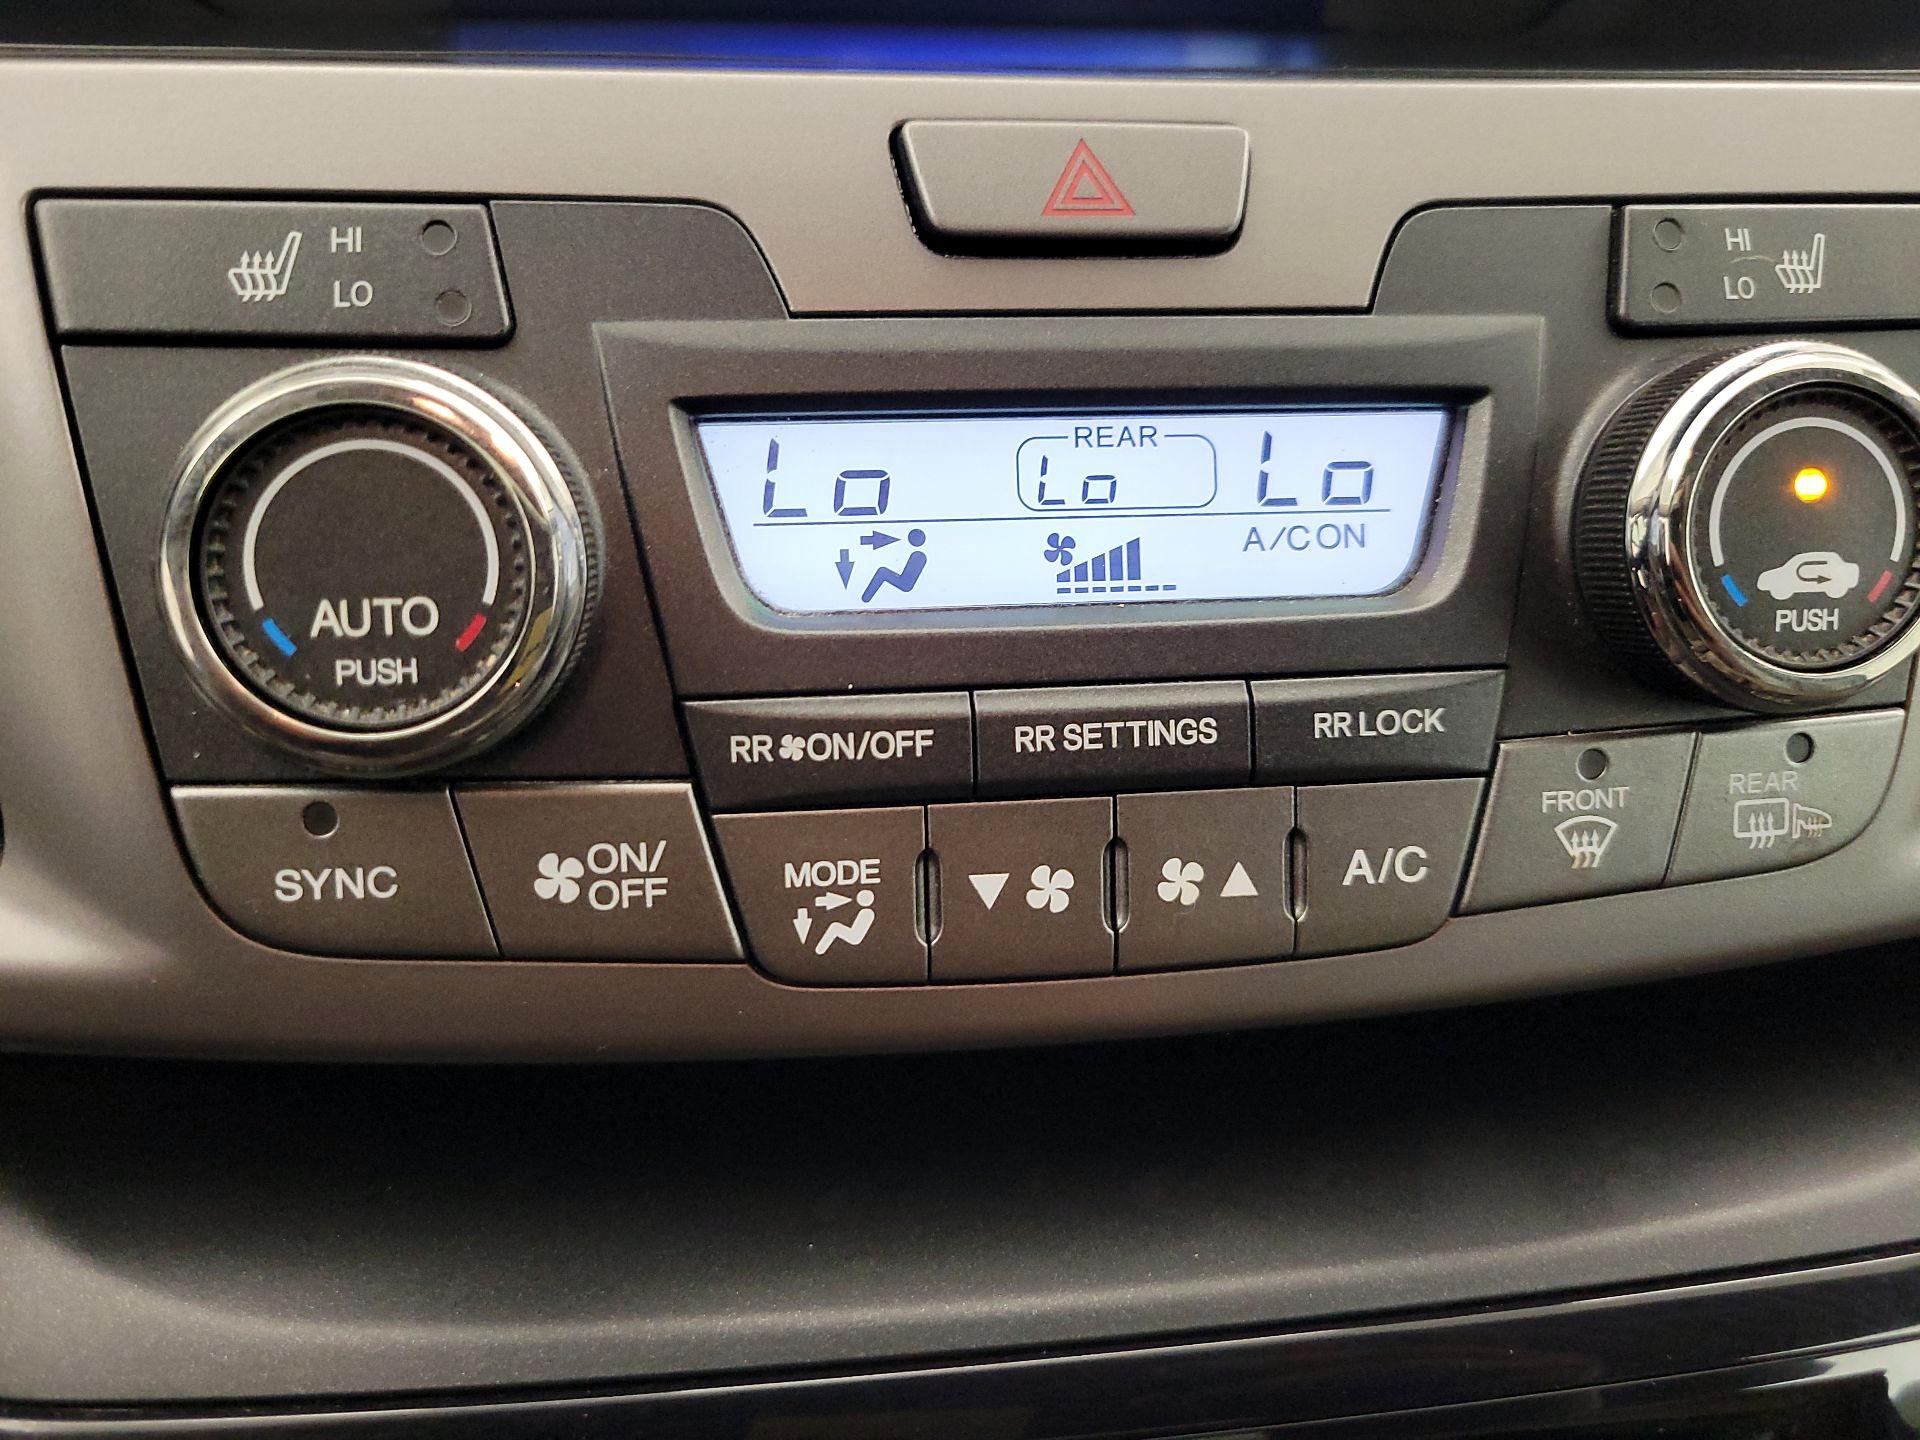 HI
LO
HI
LO
REAR
Lo
Lo
Lo
A/C ON
AUTO
PUSH
PUSH
RR ON/OFF
RR SETTINGS
RR LOCK
SYNC
ON/
OFF
MODE
A/C
FRONT
REAR